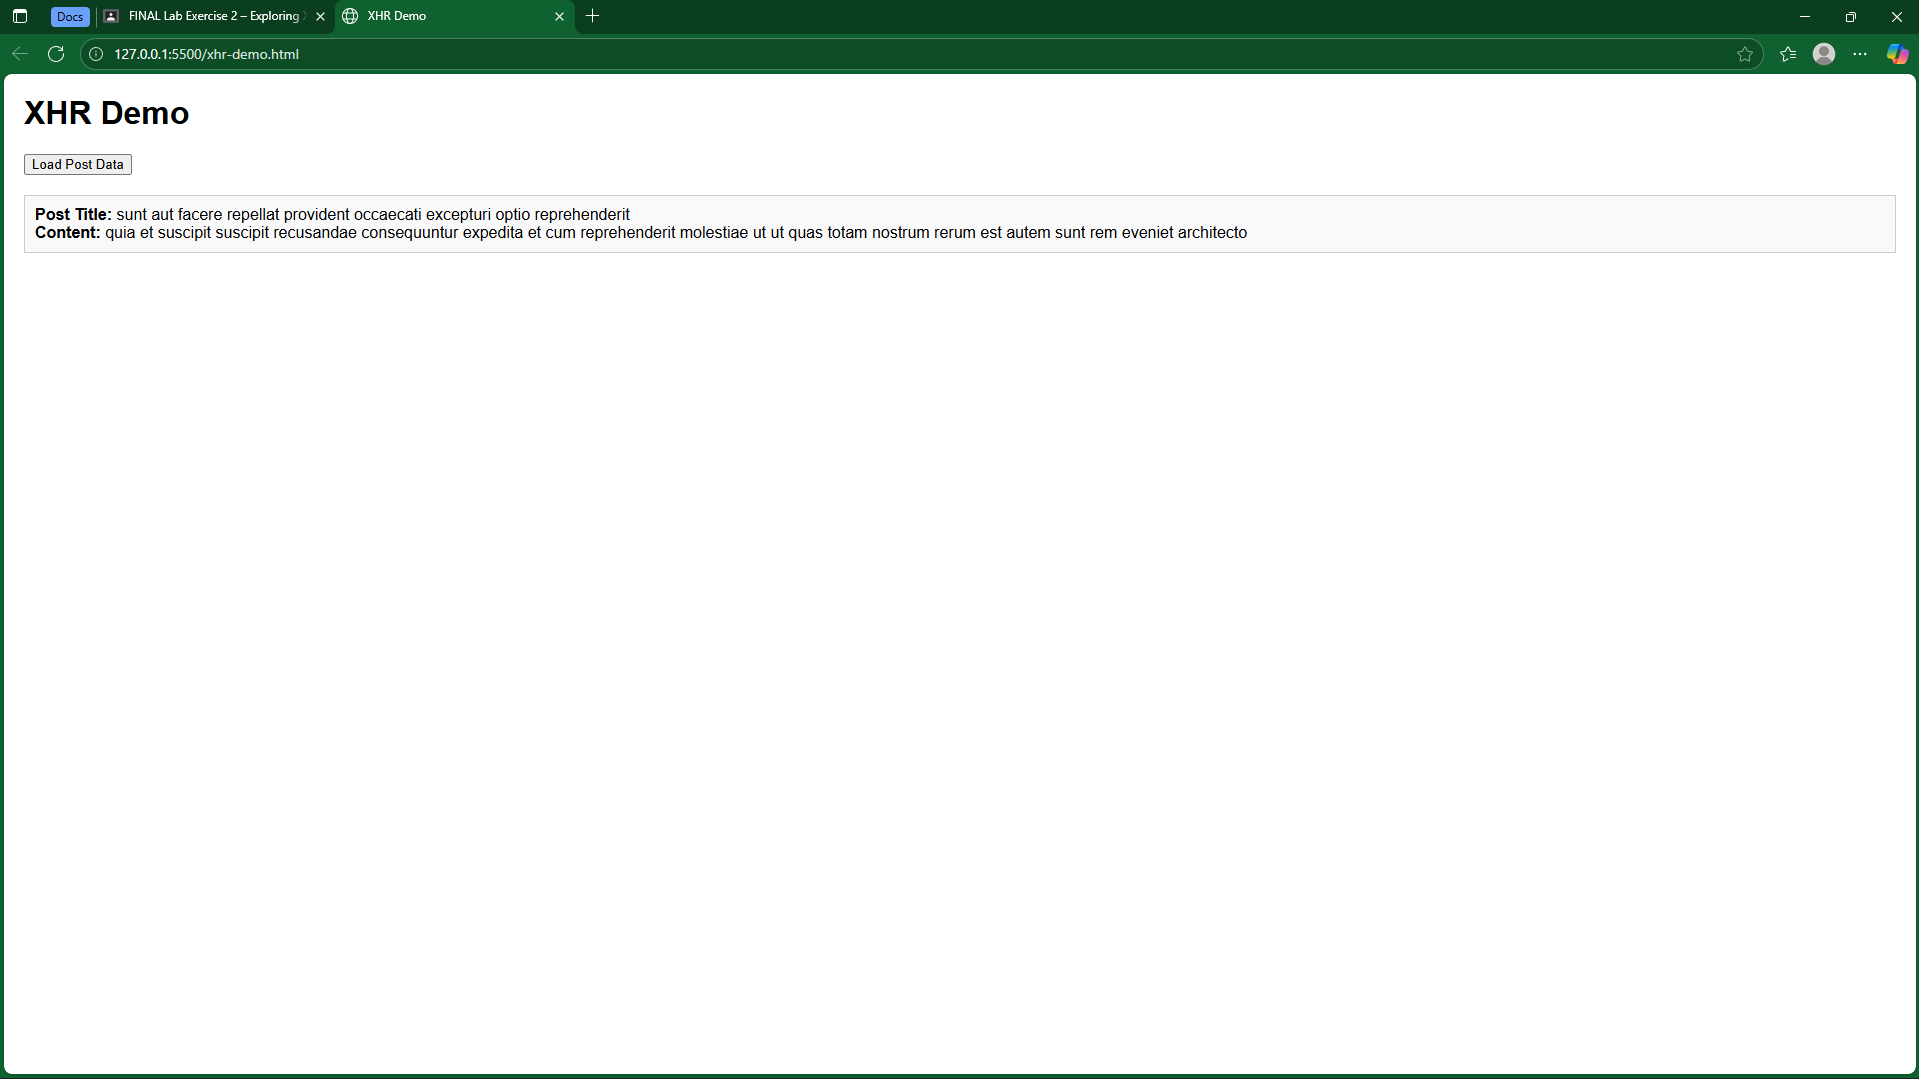 Docs
FINAL Lab Exercise 2 – Exploring
XHR Demo
127.0.0.1:5500/xhr-demo.html
XHR Demo
Load Post Data
Post Title: sunt aut facere repellat provident occaecati excepturi optio reprehenderit
Content: quia et suscipit suscipit recusandae consequuntur expedita et cum reprehenderit molestiae ut ut quas totam nostrum rerum est autem sunt rem eveniet architecto